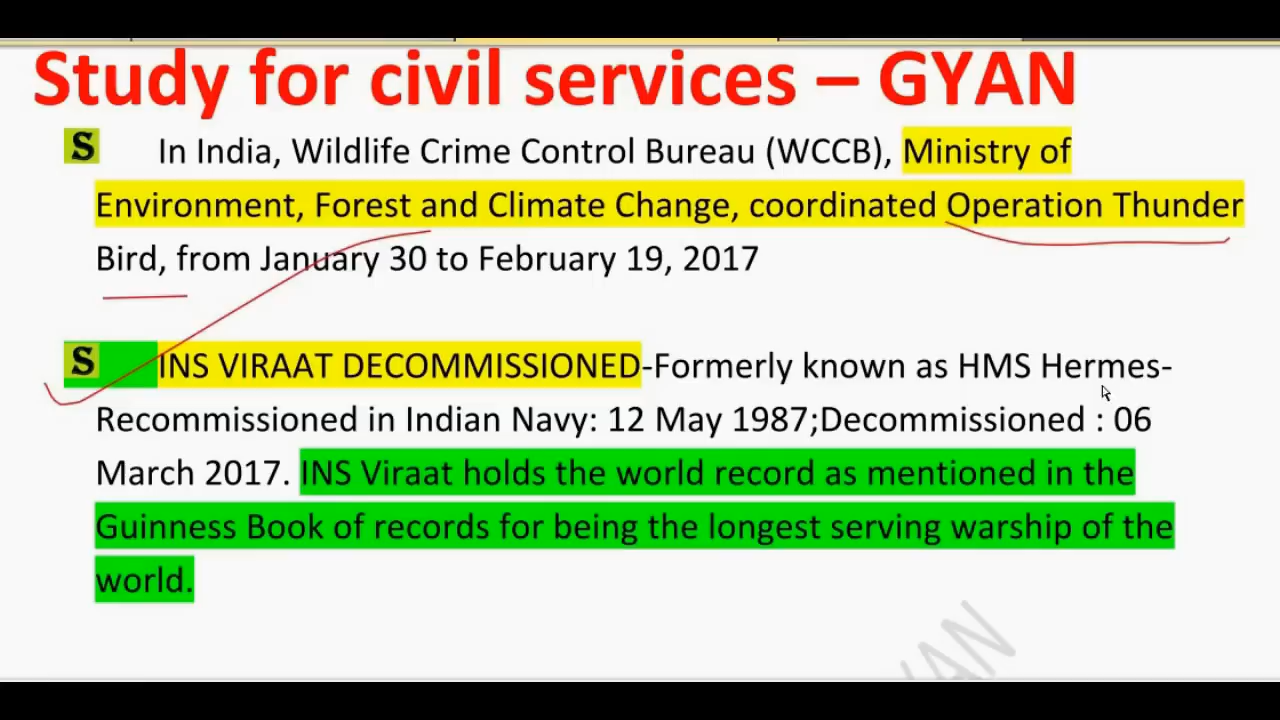 Study for civil services – GYAN
S In India, Wildlife Crime Control Bureau (WCCB), Ministry of
Environment, Forest and Climate Change, coordinated Operation Thunder
Bird, from January 30 to February 19, 2017
S INS VIRAAT DECOMMISSIONED-Formerly known as HMS Hermes-
Recommissioned in Indian Navy: 12 May 1987;Decommissioned : 06
March 2017. INS Viraat holds the world record as mentioned in the
Guinness Book of records for being the longest serving warship of the
world.